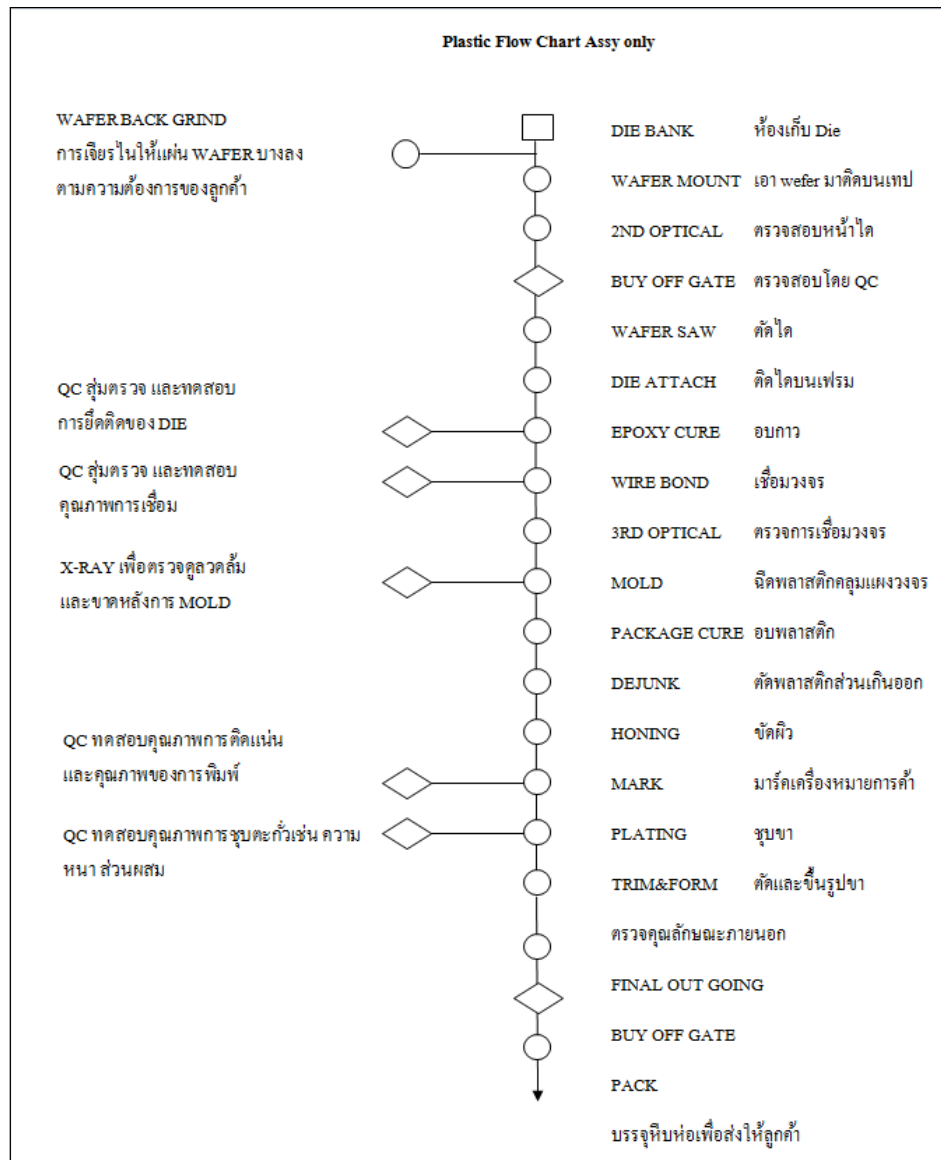 Plastic Flow Chart Assy only
WAFER BACK GRIND
การเจียรไนให้แผ่น WAFER บางลง
ตามความต้องการของลูกค้า
DIE BANK ห้องเก็บ Die
WAFER MOUNT เอา wefer มาติดบนเทป
2ND OPTICAL ตรวจสอบหน้าได
BUY OFF GATE ตรวจสอบโดย QC
WAFER SAW ตัดได
DIE ATTACH ติดไดบนเฟรม
QC สุ่มตรวจ และทดสอบ
การยึดติดของ DIE
EPOXY CURE อบกาว
QC สุ่มตรวจ และทดสอบ
คุณภาพการเชื่อม
WIRE BOND เชื่อมวงจร
3RD OPTICAL ตรวจการเชื่อมวงจร
X-RAY เพื่อตรวจดูลวดล้ม
และขาดหลังการ MOLD
MOLD ฉีดพลาสติกคลุมแผงวงจร
PACKAGE CURE อบพลาสติก
DEJUNK ตัดพลาสติกส่วนเกินออก
HONING ขัดผิว
QC ทดสอบคุณภาพการติดแน่น
และคุณภาพของการพิมพ์
MARK มาร์คเครื่องหมายการค้า
QC ทดสอบคุณภาพการชุบตะกั่วเช่น ความ
หนา ส่วนผสม
PLATING ชุบขา
TRIM&FORM ตัดและขึ้นรูปขา
ตรวจคุณลักษณะภายนอก
FINAL OUT GOING
BUY OFF GATE
PACK
บรรจุหีบห่อเพื่อส่งให้ลูกค้า